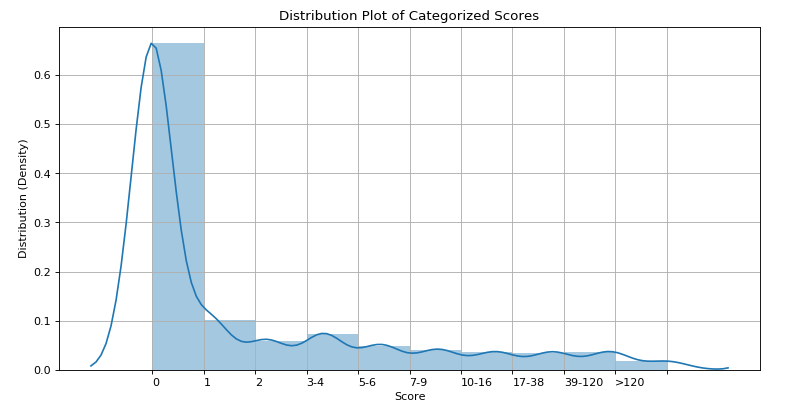 Distribution Plot of Categorized Scores
Distribution (Density)
0.6
0.5
0.4
0.3
0.2
0.1
0.0
0 1 2 3-4 5-6 7-9 10-16 17-38 39-120 >120
Score